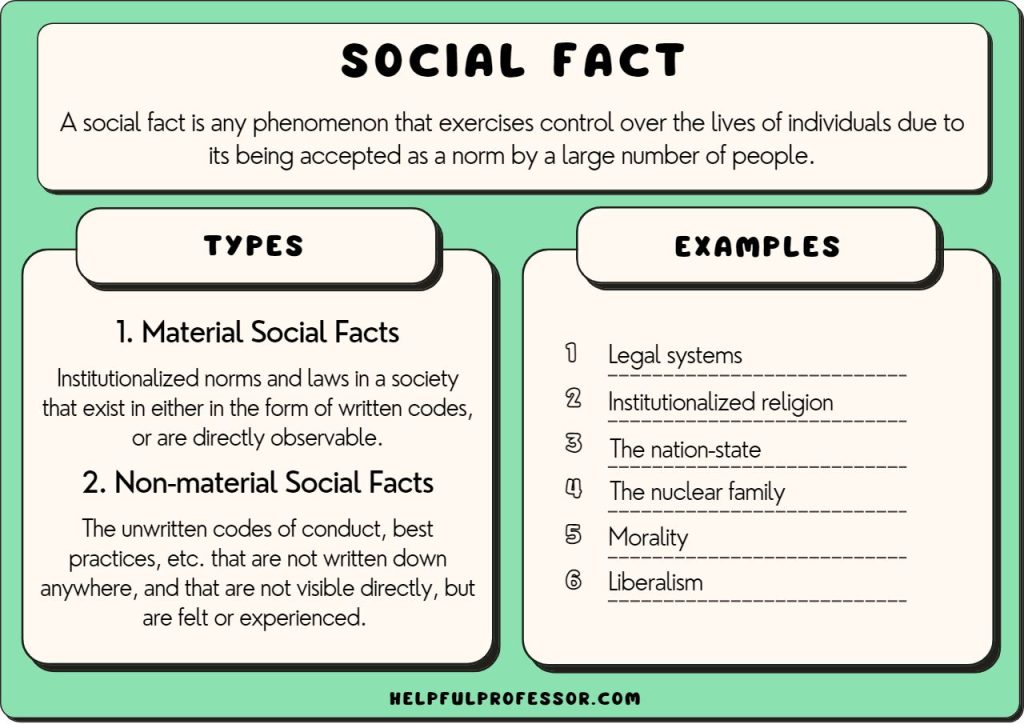 SOCIAL FACT
A social fact is any phenomenon that exercises control over the lives of individuals due to
its being accepted as a norm by a large number of people.
TYPES
1. Material Social Facts
Institutionalized norms and laws in a society
that exist in either in the form of written codes,
or are directly observable.
2. Non-material Social Facts
The unwritten codes of conduct, best
practices, etc. that are not written down
anywhere, and that are not visible directly, but
are felt or experienced.
EXAMPLES
1 Legal systems
2 Institutionalized religion
3 The nation-state
4 The nuclear family
5 Morality
6 Liberalism
HELPFULPROFESSOR.COM